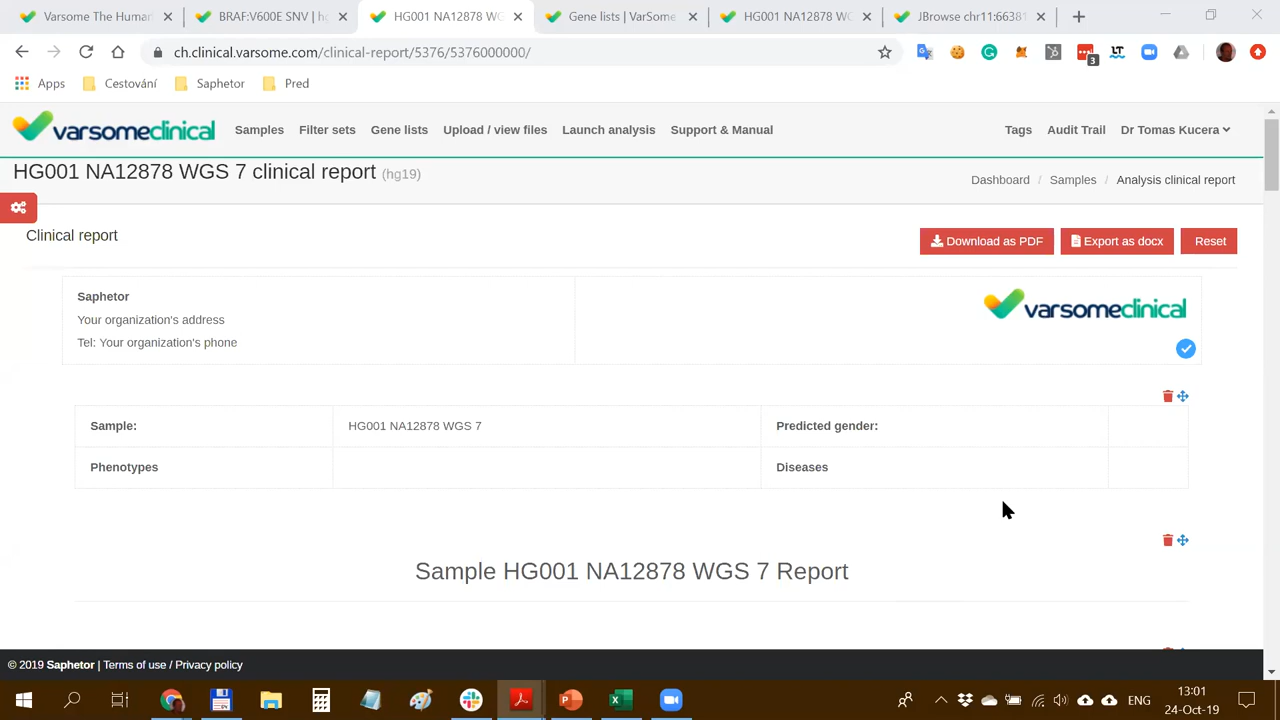 Varsome The Human
BRAF:V600E SNV | hg
HG001 NA12878 WG
Gene lists | VarSome
HG001 NA12878 W
JBrowse chr11:66381
ch.clinical.varsome.com/clinical-report/5376/5376000000/
3
LT
Apps
Cestování
Saphetor
Pred
varsomeclinical
Samples
Filter sets
Gene lists
Upload / view files
Launch analysis
Support & Manual
Tags
Audit Trail
Dr Tomas Kucera
HG001 NA12878 WGS 7 clinical report (hg19)
Dashboard / Samples / Analysis clinical report
Clinical report
Download as PDF
Export as docx
Reset
Saphetor
Your organization's address
Tel: Your organization's phone
varsomeclinical
Sample:
HG001 NA12878 WGS 7
Predicted gender:
Phenotypes
Diseases
Sample HG001 NA12878 WGS 7 Report
© 2019 Saphetor | Terms of use / Privacy policy
ENG
13:01
24-Oct-19